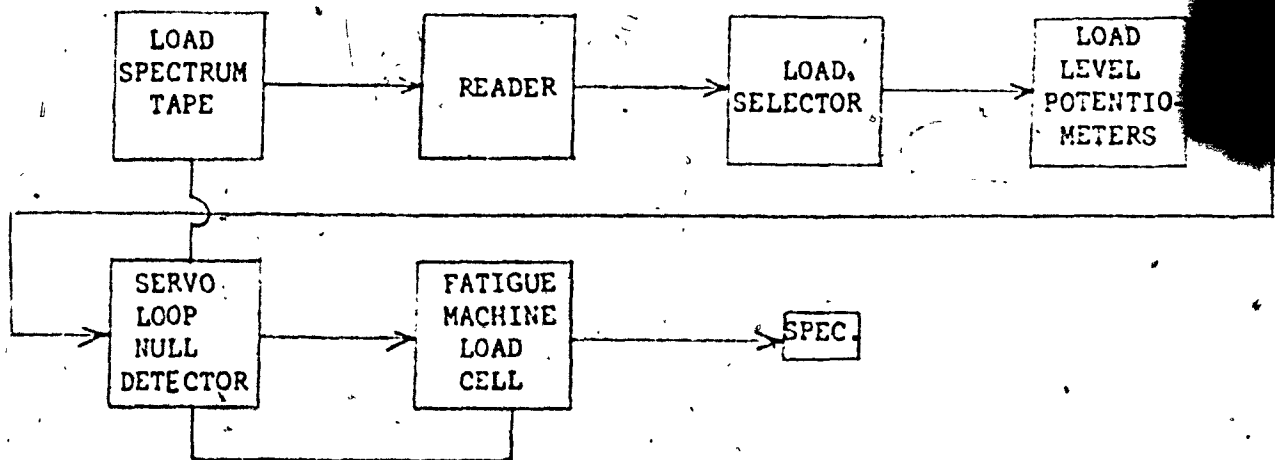 LOAD
SPECTRUM
TAPE
READER
LOAD
SELECTOR
LOAD
LEVEL
POTENTIO-
METERS
SERVO
LOOP
NULL
DETECTOR
FATIGUE
MACHINE
LOAD
CELL
SPEC.